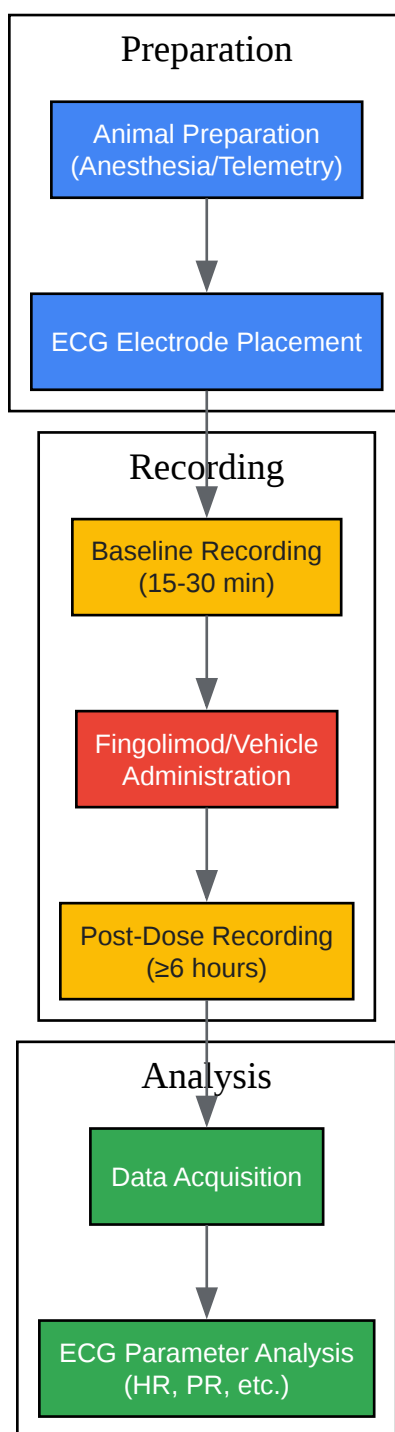 Preparation
Animal Preparation
(Anesthesia/Telemetry)
ECG Electrode Placement
Recording
Baseline Recording
(15-30 min)
Fingolimod/Vehicle
Administration
Post-Dose Recording
(≥6 hours)
Analysis
Data Acquisition
ECG Parameter Analysis
(HR, PR, etc.)